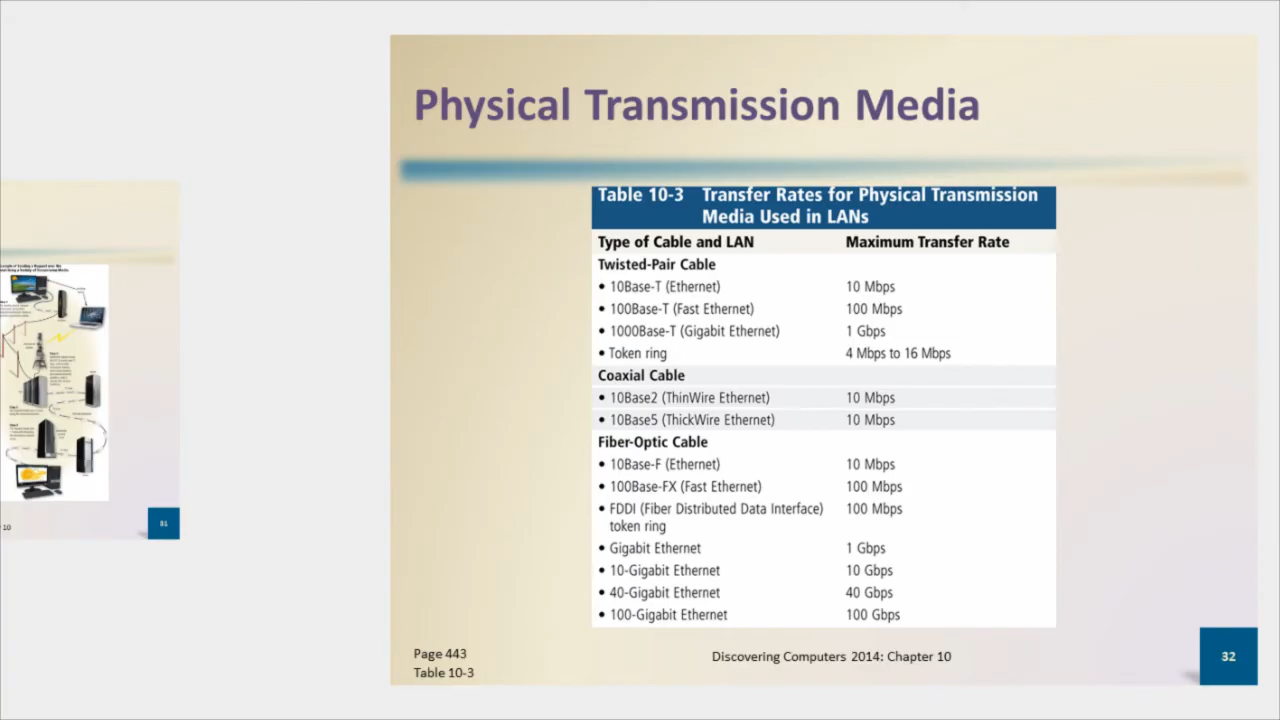 Physical Transmission Media
Table 10-3 Transfer Rates for Physical Transmission
Media Used in LANs
Type of Cable and LAN Maximum Transfer Rate
Twisted-Pair Cable
• 10Base-T (Ethernet) 10 Mbps
• 100Base-T (Fast Ethernet) 100 Mbps
• 1000Base-T (Gigabit Ethernet) 1 Gbps
• Token ring 4 Mbps to 16 Mbps
Coaxial Cable
• 10Base2 (ThinWire Ethernet) 10 Mbps
• 10Base5 (ThickWire Ethernet) 10 Mbps
Fiber-Optic Cable
• 10Base-F (Ethernet) 10 Mbps
• 100Base-FX (Fast Ethernet) 100 Mbps
• FDDI (Fiber Distributed Data Interface) 100 Mbps
token ring
• Gigabit Ethernet 1 Gbps
• 10-Gigabit Ethernet 10 Gbps
• 40-Gigabit Ethernet 40 Gbps
• 100-Gigabit Ethernet 100 Gbps
Page 443
Table 10-3
Discovering Computers 2014: Chapter 10
32
10